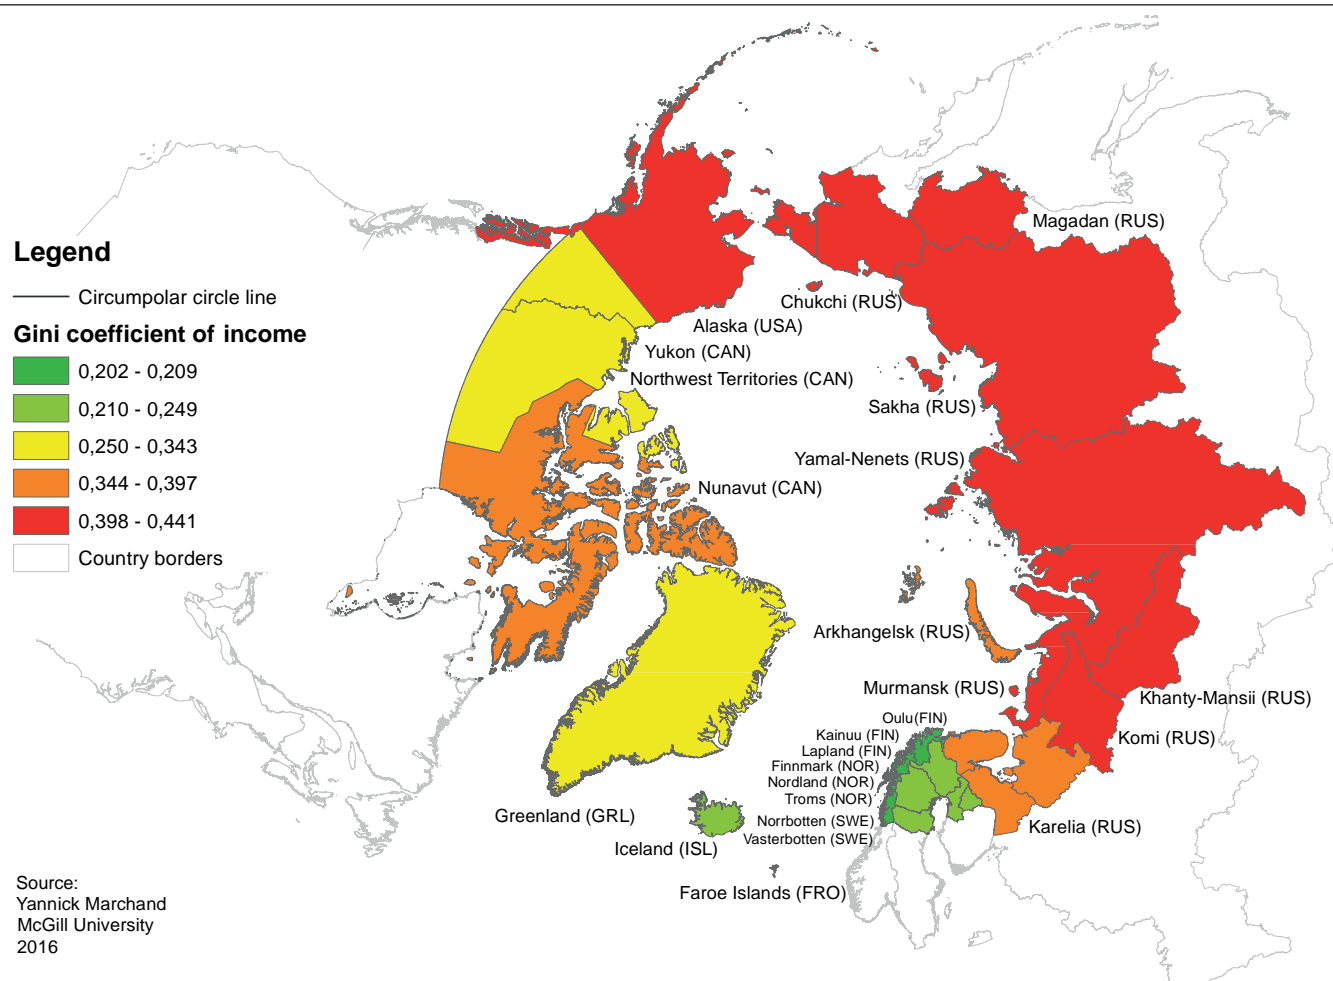 Legend
Circumpolar circle line
Gini coefficient of income
0,202 - 0,209
0,210 - 0,249
0,250 - 0,343
0,344 - 0,397
0,398 - 0,441
Country borders
Magadan (RUS)
Chukchi (RUS)
Alaska (USA)
Yukon (CAN)
Northwest Territories (CAN)
Sakha (RUS)
Yamal-Nenets (RUS)
Nunavut (CAN)
Arkhangelsk (RUS)
Murmansk (RUS)
Khanty-Mansii (RUS)
Oulu(FIN)
Kainuu (FIN)
Komi (RUS)
Lapland (FIN)
Finnmark (NOR)
Nordland (NOR)
Troms (NOR)
Greenland (GRL)
Norrbotten (SWE)
Karelia (RUS)
Vasterbotten (SWE)
Iceland (ISL)
Faroe Islands (FRO)
Source:
Yannick Marchand
McGill University
2016